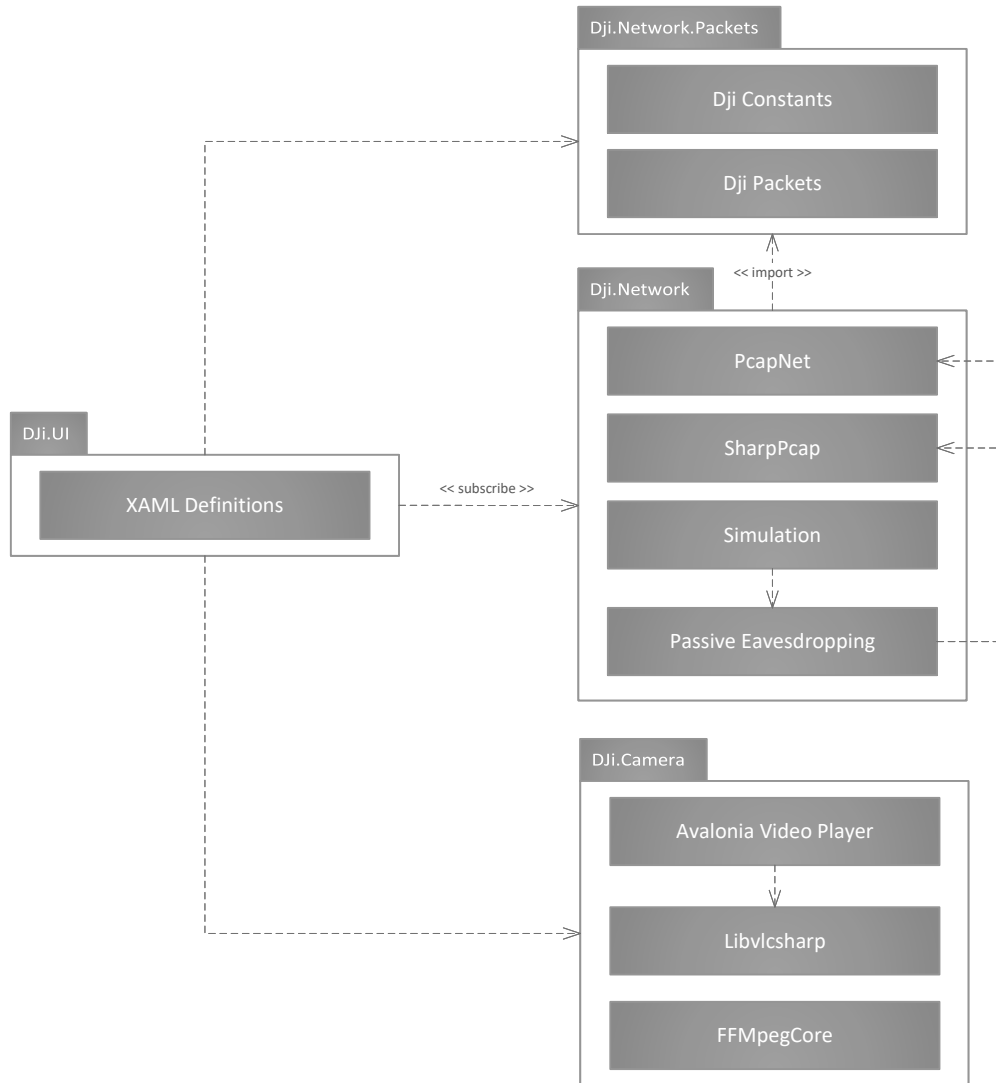 Dji.Network.Packets
Dji Constants
Dji Packets
<< import >>
Dji.Network
PcapNet
SharpPcap
Simulation
Passive Eavesdropping
DJi.UI
XAML Definitions
<< subscribe >>
DJi.Camera
Avalonia Video Player
Libvlcsharp
FFMpegCore